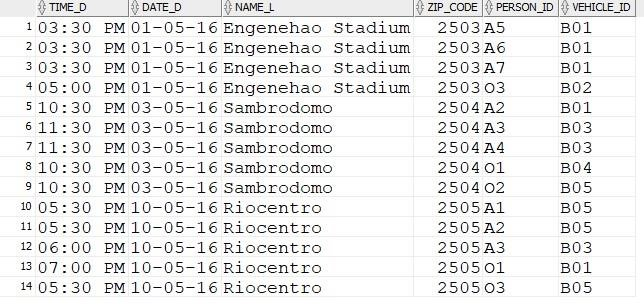 TIME_D DATE_D NAME_L ZIP_CODE PERSON_ID VEHICLE_ID
1 03:30 PM 01-05-16 Engenehao Stadium 2503 A5 B01
2 03:30 PM 01-05-16 Engenehao Stadium 2503 A6 B01
3 03:30 PM 01-05-16 Engenehao Stadium 2503 A7 B01
4 05:00 PM 01-05-16 Engenehao Stadium 2503 O3 B02
5 10:30 PM 03-05-16 Sambrodomo 2504 A2 B01
6 11:30 PM 03-05-16 Sambrodomo 2504 A3 B03
7 11:30 PM 03-05-16 Sambrodomo 2504 A4 B03
8 10:30 PM 03-05-16 Sambrodomo 2504 O1 B04
9 10:30 PM 03-05-16 Sambrodomo 2504 O2 B05
10 05:30 PM 10-05-16 Riocentro 2505 A1 B05
11 05:30 PM 10-05-16 Riocentro 2505 A2 B05
12 06:00 PM 10-05-16 Riocentro 2505 A3 B03
13 07:00 PM 10-05-16 Riocentro 2505 O1 B01
14 05:30 PM 10-05-16 Riocentro 2505 O3 B05